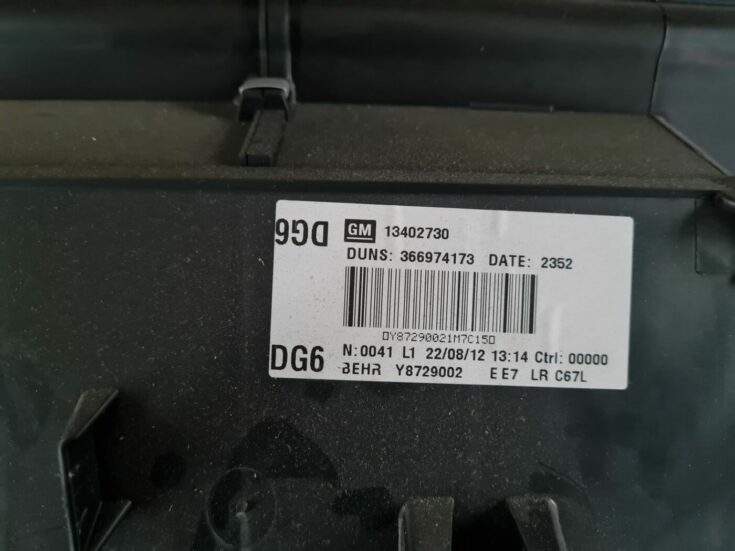 DG6 GM 13402730
DUNS: 366974173 DATE: 2352
▯Y87290021M7C15▯
DG6 N:0041 L1 22/08/12 13:14 Ctrl: 00000
BEHR Y8729002 E E7 LR C67L